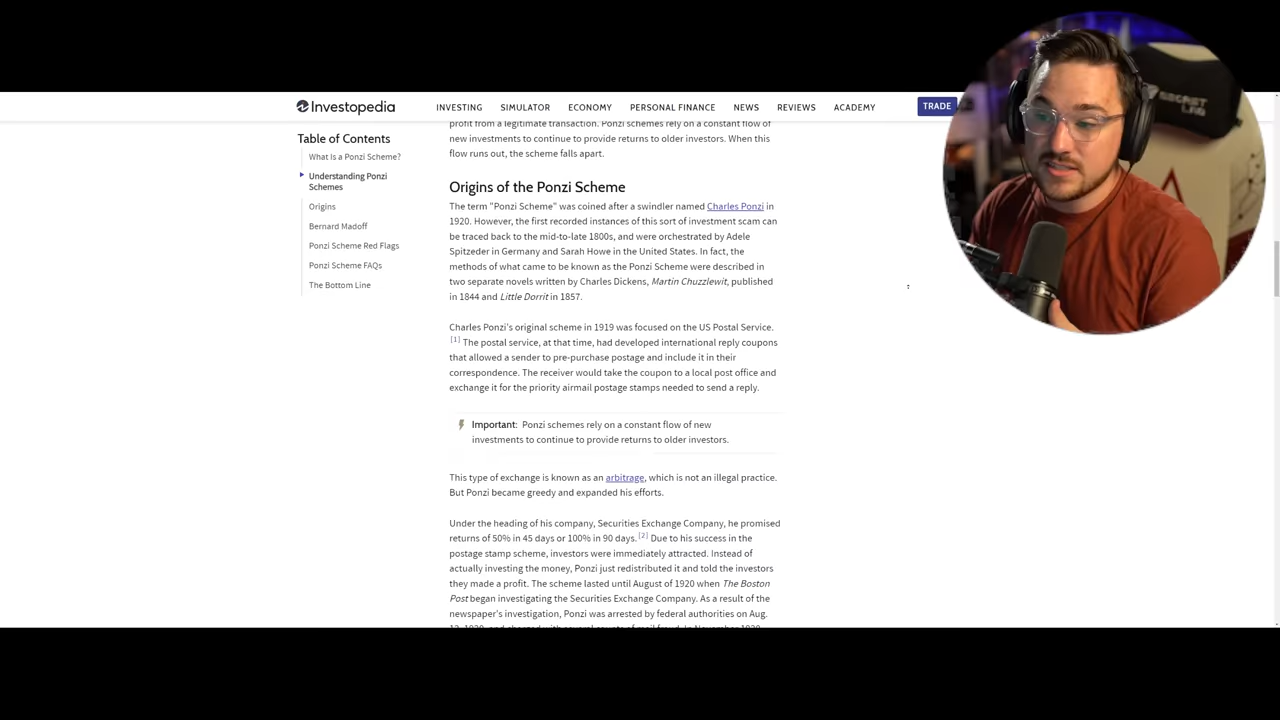 Investopedia
INVESTING
SIMULATOR
ECONOMY
PERSONAL FINANCE
NEWS
REVIEWS
ACADEMY
TRADE
Table of Contents
What Is a Ponzi Scheme?
Understanding Ponzi
Schemes
Origins
Bernard Madoff
Ponzi Scheme Red Flags
Ponzi Scheme FAQs
The Bottom Line
profit from a legitimate transaction. Ponzi schemes rely on a constant flow of
new investments to continue to provide returns to older investors. When this
flow runs out, the scheme falls apart.
Origins of the Ponzi Scheme
The term "Ponzi Scheme" was coined after a swindler named Charles Ponzi in
1920. However, the first recorded instances of this sort of investment scam can
be traced back to the mid-to-late 1800s, and were orchestrated by Adele
Spitzeder in Germany and Sarah Howe in the United States. In fact, the
methods of what came to be known as the Ponzi Scheme were described in
two separate novels written by Charles Dickens, Martin Chuzzlewit, published
in 1844 and Little Dorrit in 1857.
Charles Ponzi's original scheme in 1919 was focused on the US Postal Service.
[1] The postal service, at that time, had developed international reply coupons
that allowed a sender to pre-purchase postage and include it in their
correspondence. The receiver would take the coupon to a local post office and
exchange it for the priority airmail postage stamps needed to send a reply.
Important: Ponzi schemes rely on a constant flow of new
investments to continue to provide returns to older investors.
This type of exchange is known as an arbitrage, which is not an illegal practice.
But Ponzi became greedy and expanded his efforts.
Under the heading of his company, Securities Exchange Company, he promised
returns of 50% in 45 days or 100% in 90 days.[2] Due to his success in the
postage stamp scheme, investors were immediately attracted. Instead of
actually investing the money, Ponzi just redistributed it and told the investors
they made a profit. The scheme lasted until August of 1920 when The Boston
Post began investigating the Securities Exchange Company. As a result of the
newspaper's investigation, Ponzi was arrested by federal authorities on Aug.